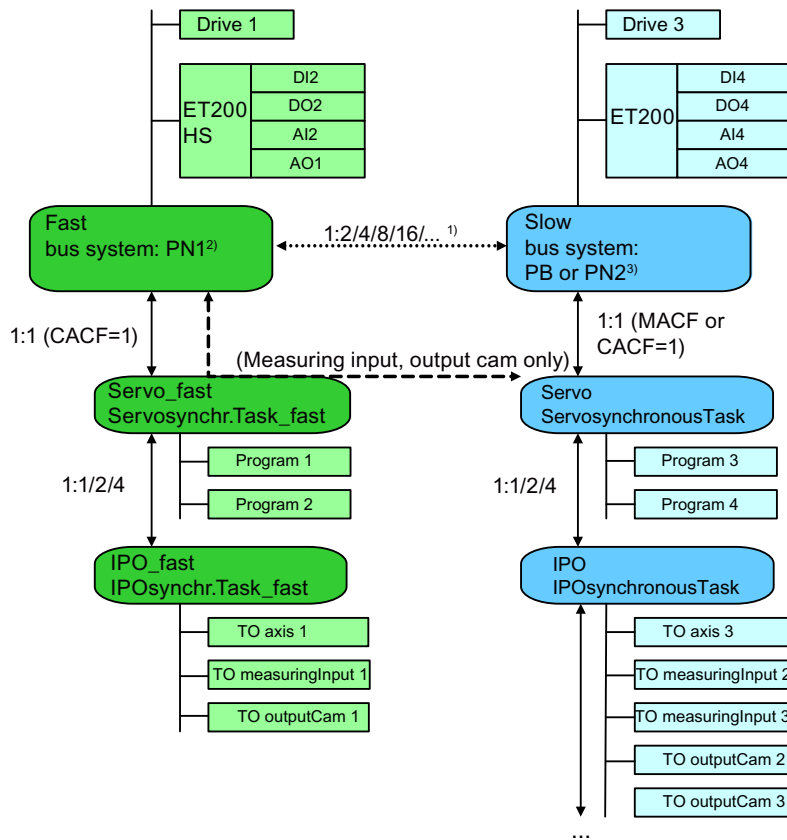 Drive 1
ET200
HS
DI2
DO2
AI2
AO1
Fast
bus system: PN1²⁾
1:1 (CACF=1)
Servo_fast
Servosynchr.Task_fast
Program 1
Program 2
1:1/2/4
IPO_fast
IPOsynchr.Task_fast
TO axis 1
TO measuringInput 1
TO outputCam 1
1:2/4/8/16/... ¹⁾
(Measuring input, output cam only)
Drive 3
ET200
DI4
DO4
AI4
AO4
Slow
bus system:
PB or PN2³⁾
1:1 (MACF or
CACF=1)
Servo
ServosynchronousTask
Program 3
Program 4
1:1/2/4
IPO
IPOsynchronousTask
TO axis 3
TO measuringInput 2
TO measuringInput 3
TO outputCam 2
TO outputCam 3
...